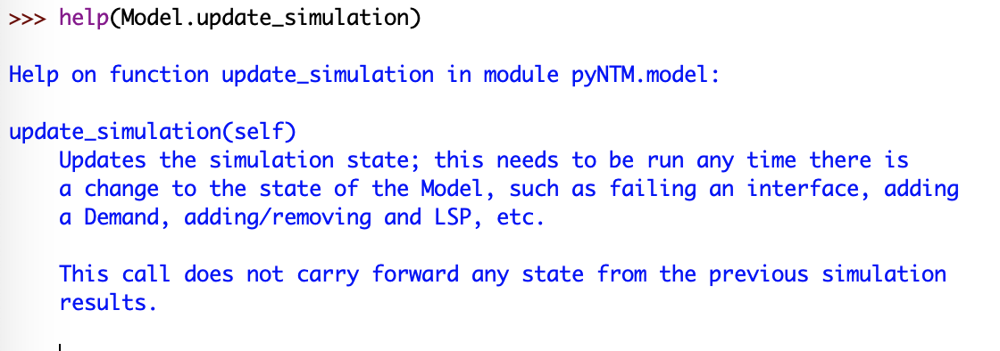 >>> help(Model.update_simulation)
Help on function update_simulation in module pyNTM.model:
update_simulation(self)
Updates the simulation state; this needs to be run any time there is
a change to the state of the Model, such as failing an interface, adding
a Demand, adding/removing and LSP, etc.
This call does not carry forward any state from the previous simulation
results.